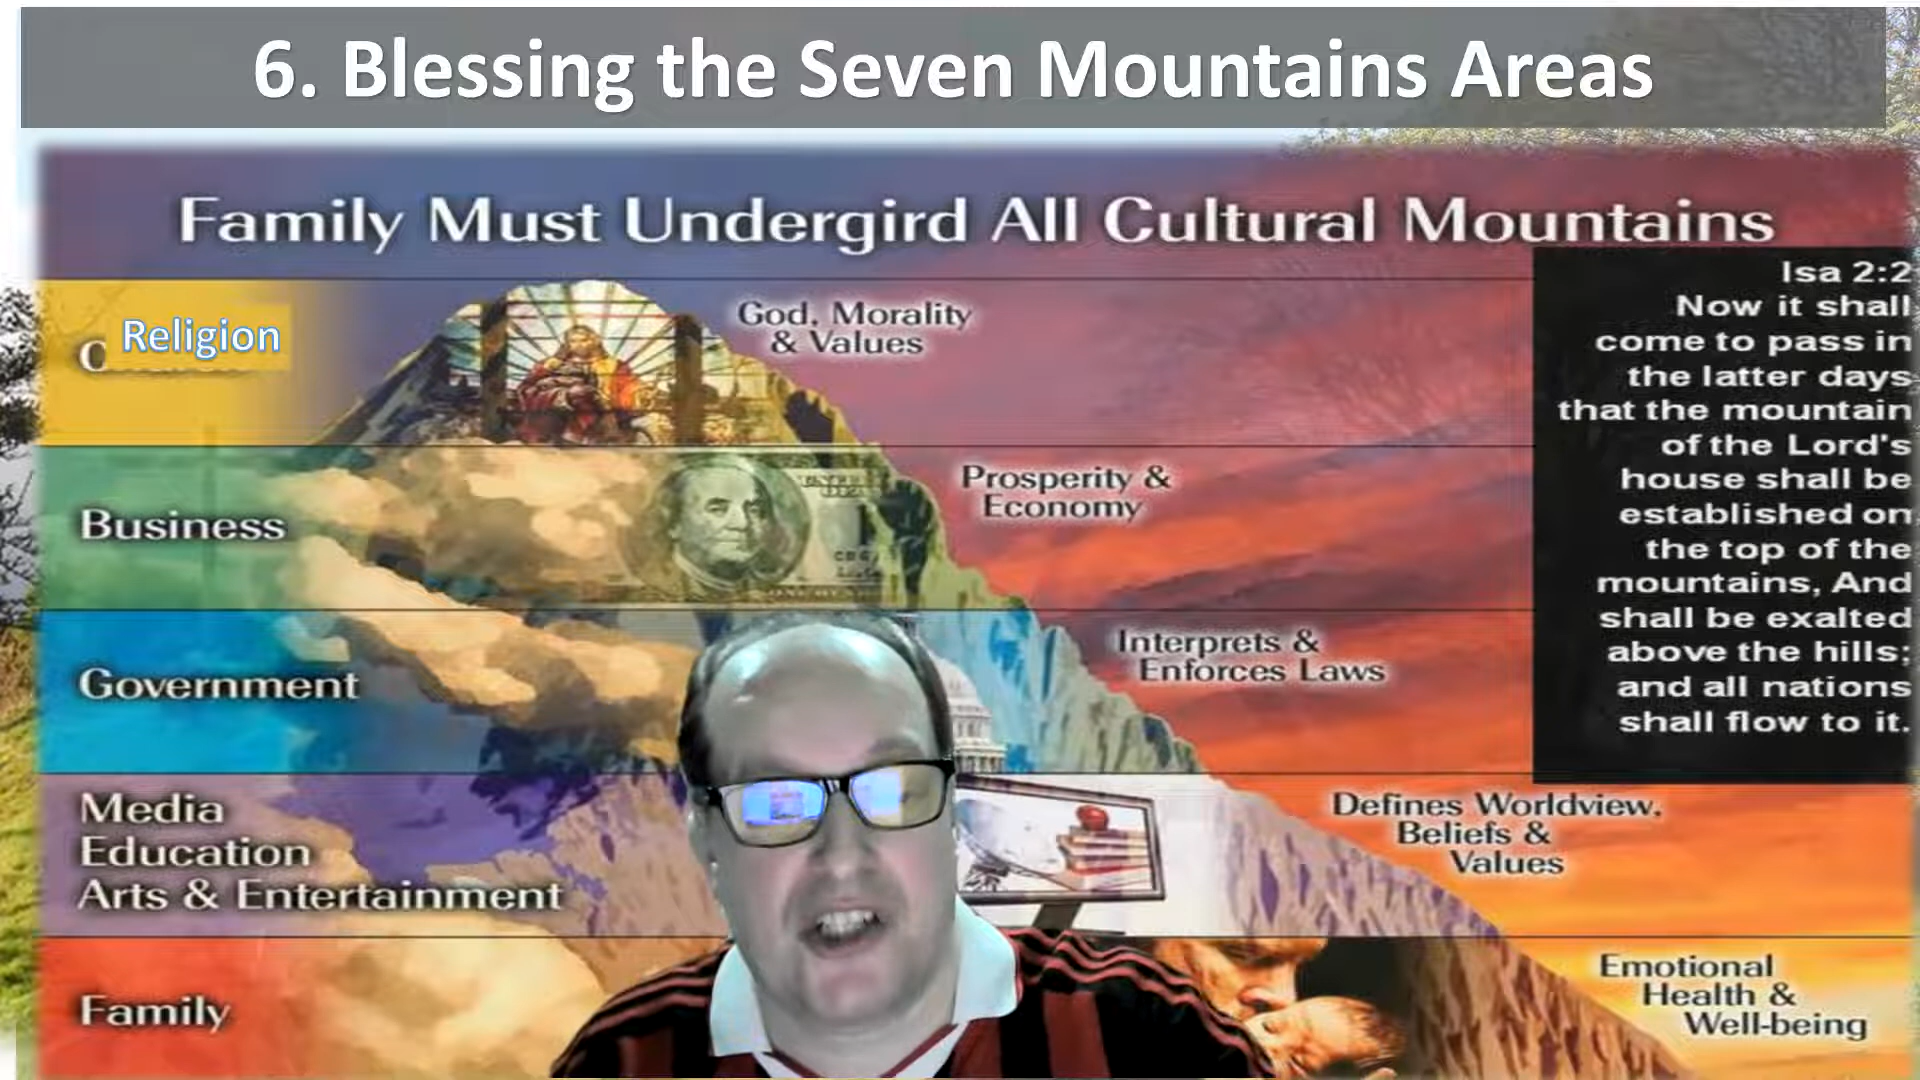 6. Blessing the Seven Mountains Areas
Family Must Undergird All Cultural Mountains
Religion
God, Morality
& Values
Business
Prosperity &
Economy
Government
Interprets &
Enforces Laws
Media
Education
Arts & Entertainment
Defines Worldview,
Beliefs &
Values
Family
Emotional
Health &
Well-being
Isa 2:2
Now it shall
come to pass in
the latter days
that the mountain
of the Lord's
house shall be
established on
the top of the
mountains, And
shall be exalted
above the hills;
and all nations
shall flow to it.